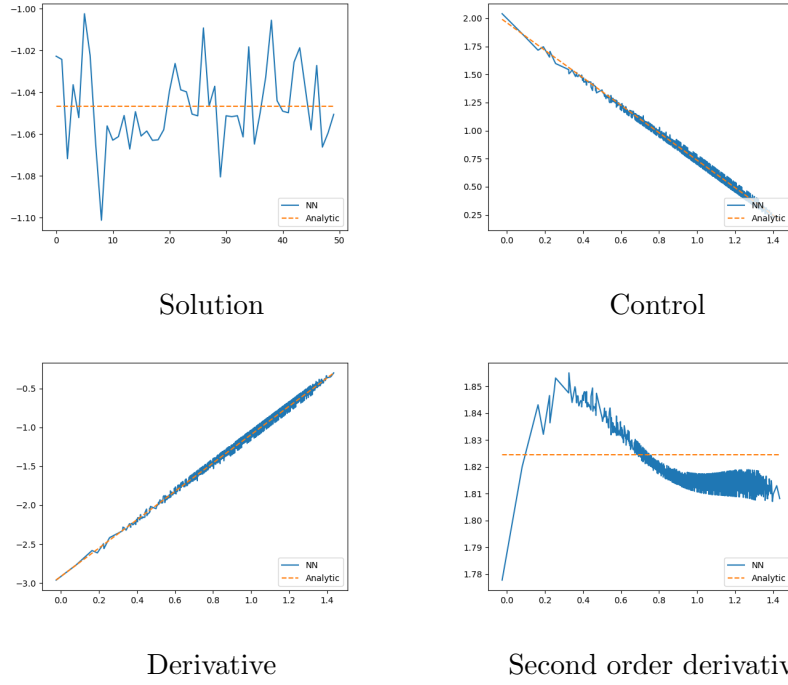 −1.00
−1.02
−1.04
−1.06
−1.08
−1.10
0 10 20 30 40 50
NN
Analytic
Solution
2.00
1.75
1.50
1.25
1.00
0.75
0.50
0.25
0.0 0.2 0.4 0.6 0.8 1.0 1.2 1.4
NN
Analytic
Control
−0.5
−1.0
−1.5
−2.0
−2.5
−3.0
0.0 0.2 0.4 0.6 0.8 1.0 1.2 1.4
NN
Analytic
Derivative
1.85
1.84
1.83
1.82
1.81
1.80
1.79
1.78
0.0 0.2 0.4 0.6 0.8 1.0 1.2 1.4
NN
Analytic
Second order derivativ